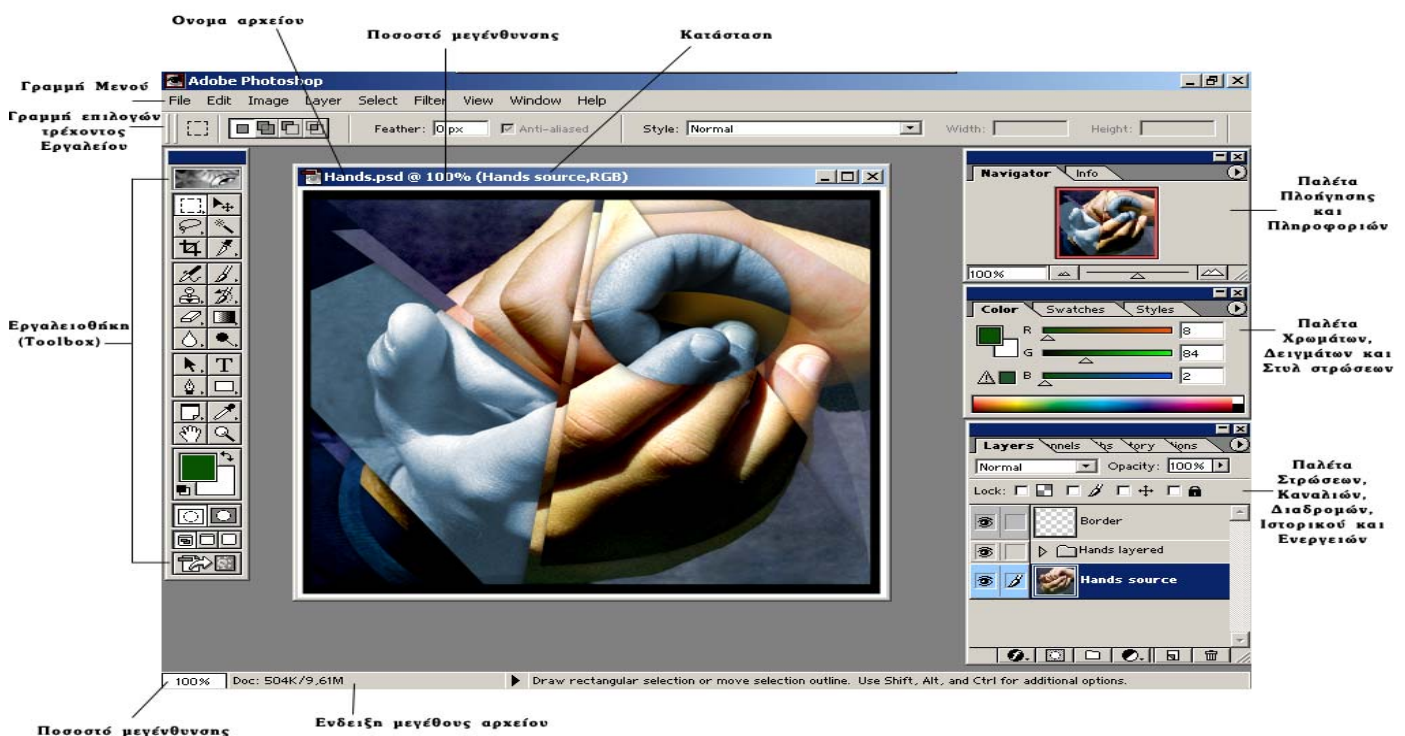 Ονομα αρχείου
Ποσοστό μεγένθυνσης
Κατάσταση
Γραμμή Μενού
Γραμμή επιλογών
τρέχοντος
Εργαλείου
Adobe Photoshop
File Edit Image Layer Select Filter View Window Help
Feather: 0 px Anti-aliased Style: Normal Width: Height:
Εργαλειοθήκη
(Toolbox)
T
Hands.psd @ 100% (Hands source,RGB)
Navigator Info
100%
Παλέτα
Πλοήγησης
και
Πληροφοριών
Color Swatches Styles
R 8
G 84
B 2
Παλέτα
Χρωμάτων,
Δειγμάτων και
Στυλ στρώσεων
Layers nnels tory tions
Normal Opacity: 100%
Lock:
Border
Hands layered
Hands source
Παλέτα
Στρώσεων,
Καναλιών,
Διαδρομών,
Ιστορικού και
Ενεργειών
100% Doc: 504K/9,61M Draw rectangular selection or move selection outline. Use Shift, Alt, and Ctrl for additional options.
Ποσοστό μεγένθυνσης
Ενδειξη μεγέθους αρχείου